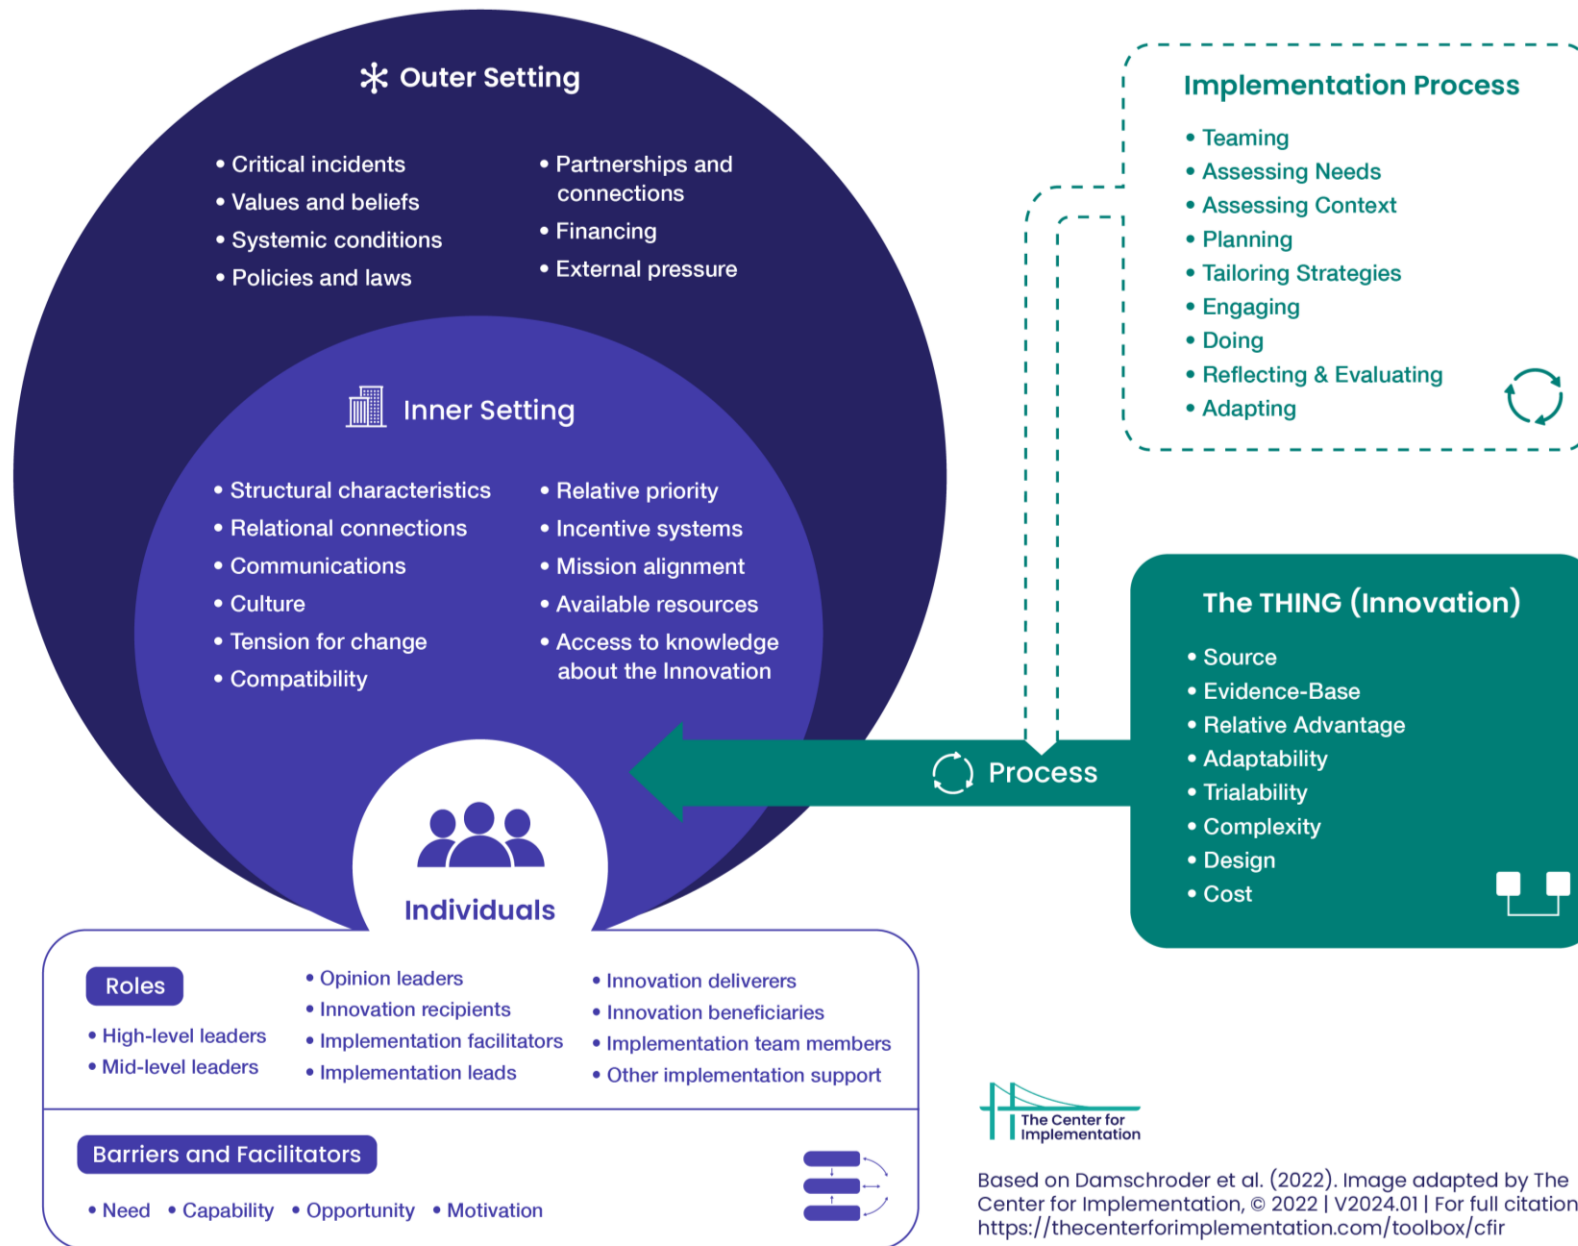 Outer Setting
• Critical incidents
• Values and beliefs
• Systemic conditions
• Policies and laws
• Partnerships and
connections
• Financing
• External pressure
Inner Setting
• Structural characteristics
• Relational connections
• Communications
• Culture
• Tension for change
• Compatibility
• Relative priority
• Incentive systems
• Mission alignment
• Available resources
• Access to knowledge
about the Innovation
Individuals
Roles
• High-level leaders
• Mid-level leaders
• Opinion leaders
• Innovation recipients
• Implementation facilitators
• Implementation leads
• Innovation deliverers
• Innovation beneficiaries
• Implementation team members
• Other implementation support
Barriers and Facilitators
• Need • Capability • Opportunity • Motivation
Implementation Process
• Teaming
• Assessing Needs
• Assessing Context
• Planning
• Tailoring Strategies
• Engaging
• Doing
• Reflecting & Evaluating
• Adapting
Process
The THING (Innovation)
• Source
• Evidence-Base
• Relative Advantage
• Adaptability
• Trialability
• Complexity
• Design
• Cost
The Center for
Implementation
Based on Damschroder et al. (2022). Image adapted by The
Center for Implementation, © 2022 | V2024.01 | For full citation
https://thecenterforimplementation.com/toolbox/cfir